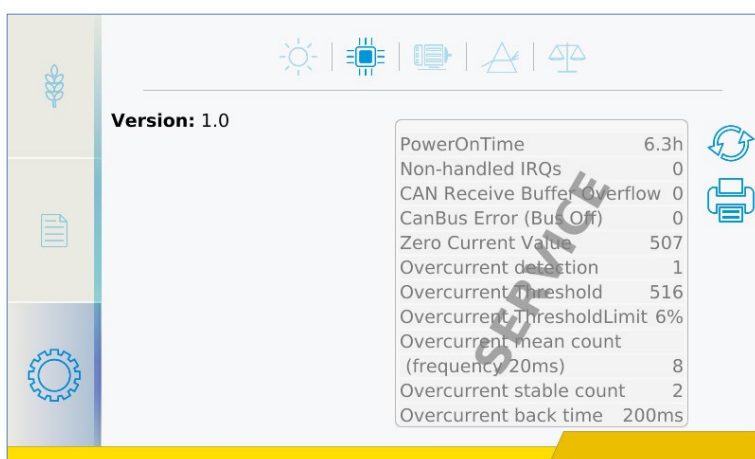 Version: 1.0
PowerOnTime 6.3h
Non-handled IRQs 0
CAN Receive Buffer Overflow 0
CanBus Error (Bus Off) 0
Zero Current Value 507
Overcurrent detection 1
Overcurrent Threshold 516
Overcurrent ThresholdLimit 6%
Overcurrent mean count
(frequency 20ms) 8
Overcurrent stable count 2
Overcurrent back time 200ms
SERVICE